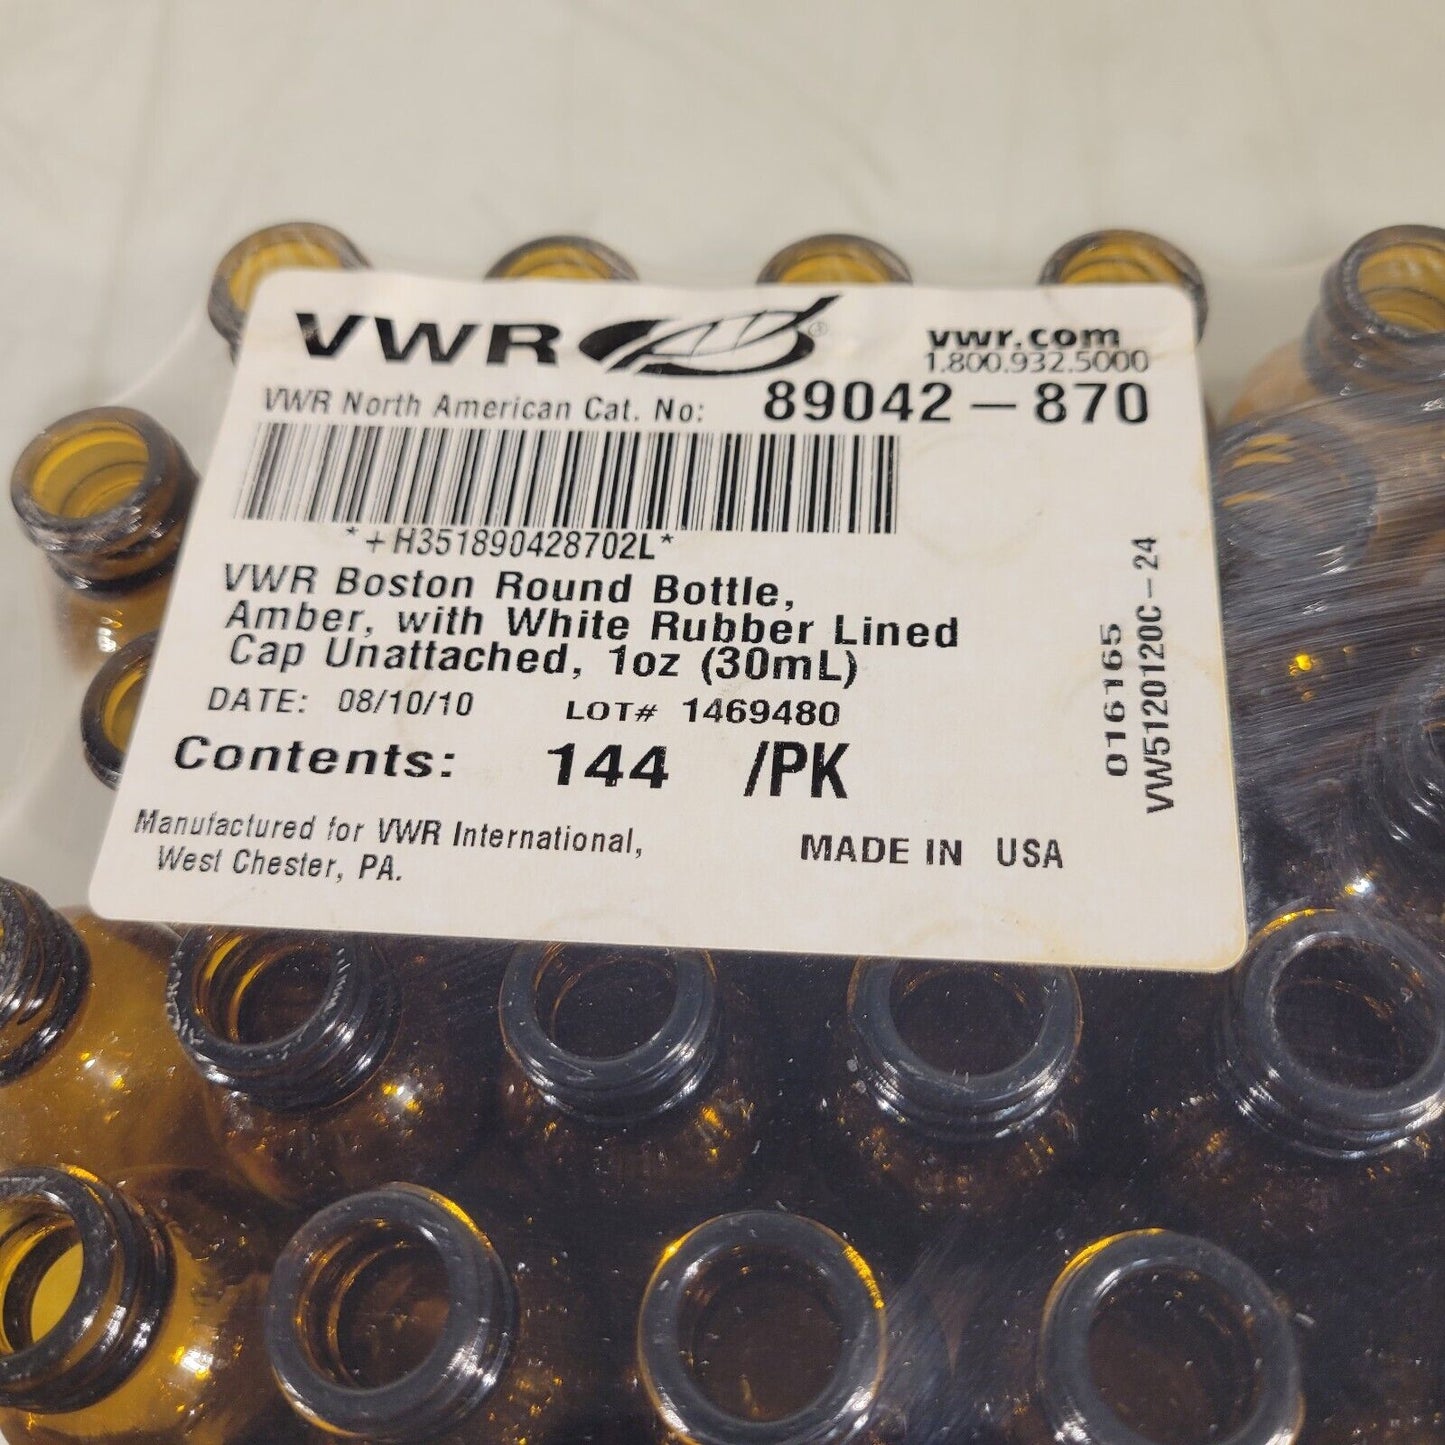 VWR ®
vwr.com
1.800.932.5000
VWR North American Cat. No: 89042-870
*+H351890428702L*
VWR Boston Round Bottle,
Amber, with White Rubber Lined
Cap Unattached, 1oz (30mL)
DATE: 08/10/10 LOT# 1469480
Contents: 144 /PK
Manufactured for VWR International,
West Chester, PA.
MADE IN USA
016165
VW5120120C-24